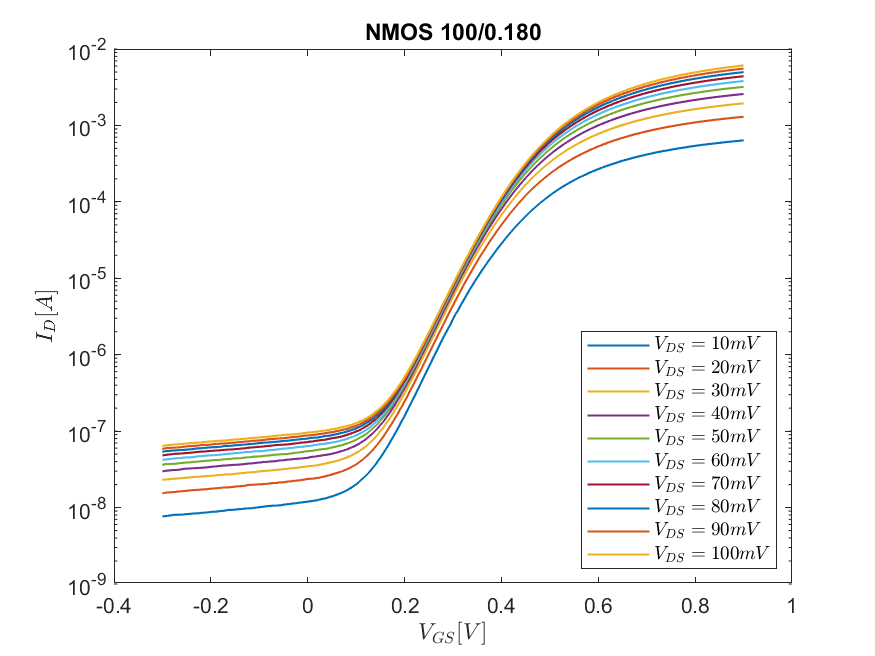 NMOS 100/0.180
10^-2
10^-3
10^-4
10^-5
10^-6
10^-7
10^-8
10^-9
I_D[A]
-0.4 -0.2 0 0.2 0.4 0.6 0.8 1
V_GS[V]
V_DS = 10mV
V_DS = 20mV
V_DS = 30mV
V_DS = 40mV
V_DS = 50mV
V_DS = 60mV
V_DS = 70mV
V_DS = 80mV
V_DS = 90mV
V_DS = 100mV